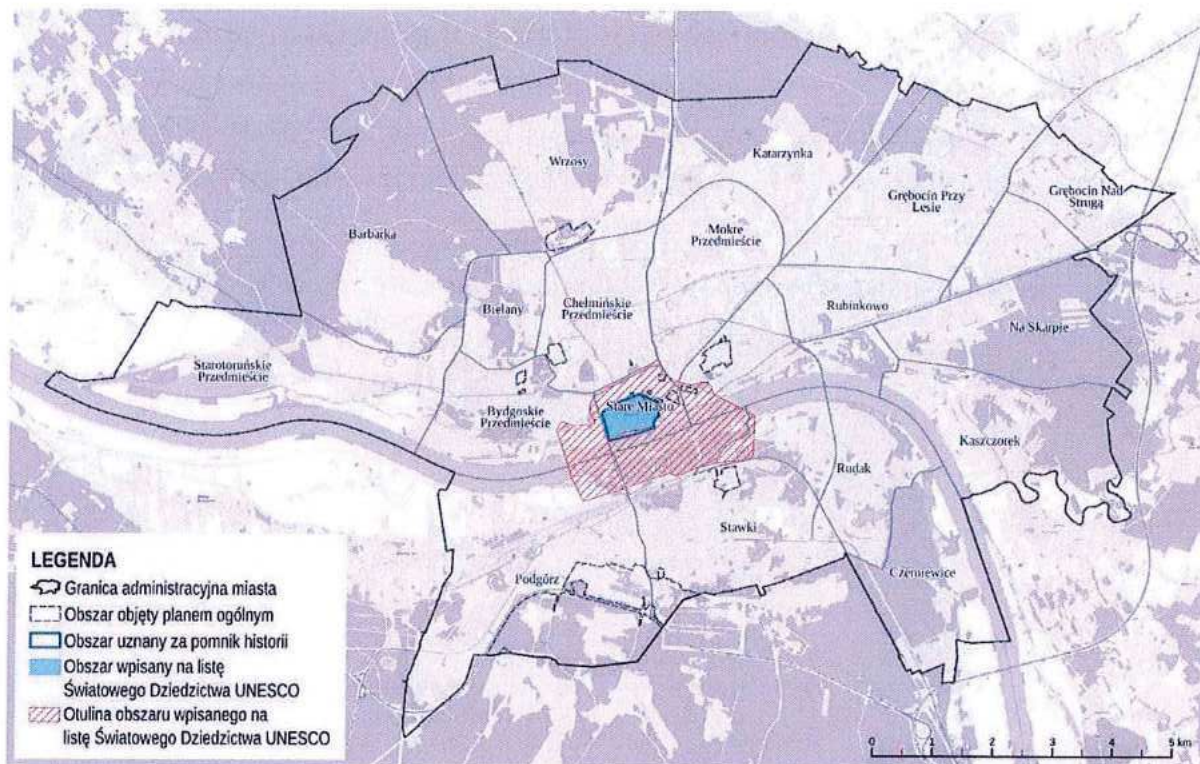 Wrzosy
Katarzynka
Grębocin Przy
Lesie
Grębocin Nad
Strugą
Barbarka
Mokre
Przedmieście
Bielany
Chełmińskie
Przedmieście
Rubinkowo
Na Skarpie
Starotoruńskie
Przedmieście
Bydgoskie
Przedmieście
Stare Miasto
Kaszczorek
Rudak
Stawki
Czerniewice
Podgórz
LEGENDA
Granica administracyjna miasta
Obszar objęty planem ogólnym
Obszar uznany za pomnik historii
Obszar wpisany na listę
Światowego Dziedzictwa UNESCO
Otulina obszaru wpisanego na
listę Światowego Dziedzictwa UNESCO
0 1 2 3 4 5 km